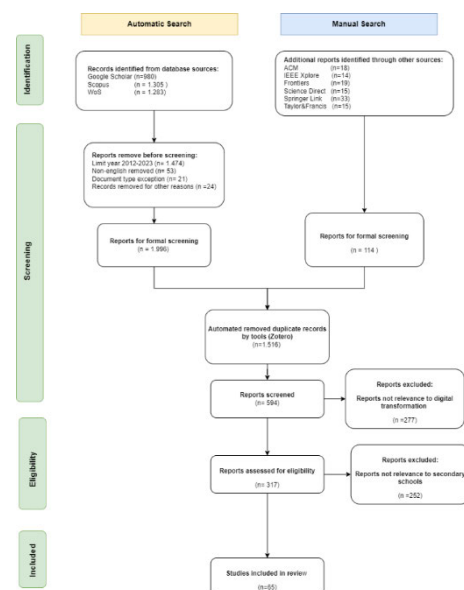 Automatic Search
Manual Search
Identification
Records identified from database sources:
Google Scholar (n=980)
Scopus (n = 1.305 )
WoS (n = 1.283)
Additional reports identified through other sources:
ACM (n=18)
IEEE Xplore (n=14)
Frontiers (n=19)
Science Direct (n=15)
Springer Link (n=33)
Tayler&Francis (n=15)
Screening
Reports remove before screening:
Limit year 2012-2023 (n= 1.474)
Non-english removed (n= 53)
Document type exception (n= 21)
Records removed for other reasons (n =24)
Reports for formal screening
(n = 1.996)
Reports for formal screening
(n = 114 )
Automated removed duplicate records
by tools (Zotero)
(n=1.516)
Reports screened
(n= 594)
Reports excluded:
Reports not relevance to digital
transformation
(n =277)
Eligibility
Reports assessed for eligibility
(n = 317)
Reports excluded:
Reports not relevance to secondary
schools
(n =252)
Included
Studies included in review
(n=65)